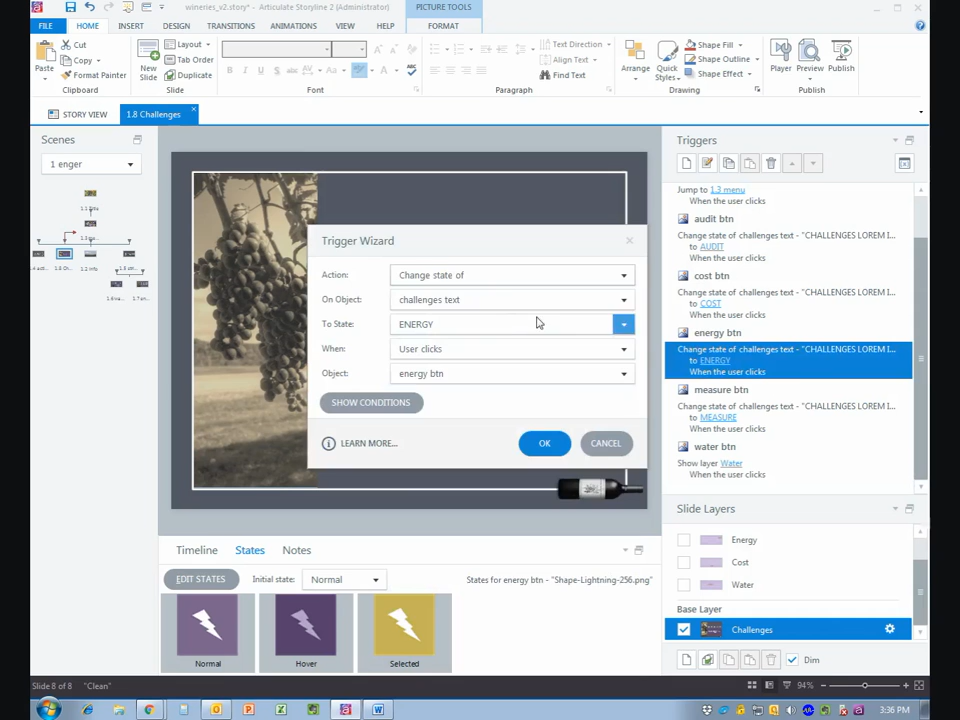 wineries_v2.story* - Articulate Storyline 2 (Administrator)
PICTURE TOOLS
FILE
HOME
INSERT
DESIGN
TRANSITIONS
ANIMATIONS
VIEW
HELP
FORMAT
Paste
Cut
Copy
Format Painter
Clipboard
New Slide
Layout
Tab Order
Duplicate
Slide
B I U S abc AV Aa A
Font
Text Direction
Align Text
Find Text
Paragraph
Arrange
Quick Styles
Shape Fill
Shape Outline
Shape Effect
Drawing
Player
Preview
Publish
Publish
STORY VIEW
1.8 Challenges
Scenes
1 enger
Triggers
Jump to 1.3 menu
When the user clicks
audit btn
Change state of challenges text - "CHALLENGES LOREM I...
to AUDIT
When the user clicks
cost btn
Change state of challenges text - "CHALLENGES LOREM I...
to COST
When the user clicks
energy btn
Change state of challenges text - "CHALLENGES LOREM I...
to ENERGY
When the user clicks
measure btn
Change state of challenges text - "CHALLENGES LOREM I...
to MEASURE
When the user clicks
water btn
Show layer Water
When the user clicks
Trigger Wizard
Action: Change state of
On Object: challenges text
To State: ENERGY
When: User clicks
Object: energy btn
SHOW CONDITIONS
LEARN MORE...
OK
CANCEL
Slide Layers
Energy
Cost
Water
Base Layer
Challenges
Dim
Timeline
States
Notes
EDIT STATES
Initial state: Normal
States for energy btn - "Shape-Lightning-256.png"
Normal
Hover
Selected
Slide 8 of 8
"Clean"
94%
3:36 PM